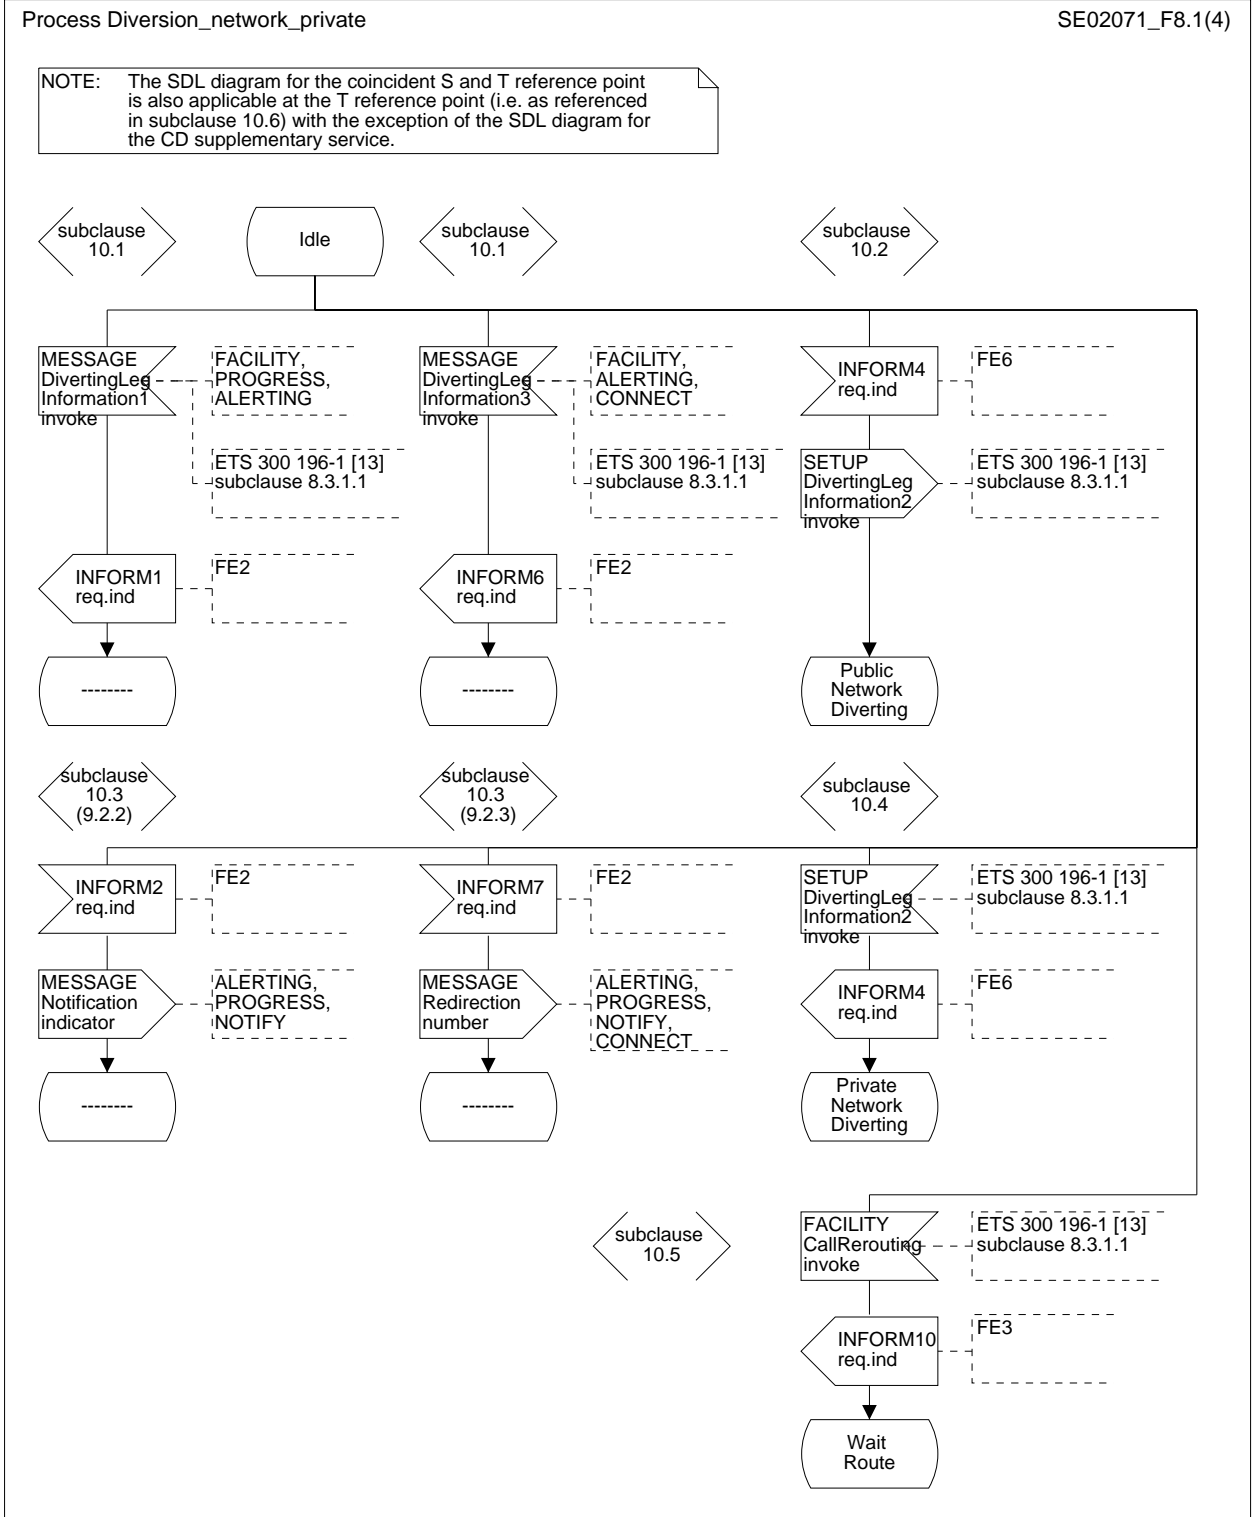 Process Diversion_network_private
SE02071_F8.1(4)
NOTE: The SDL diagram for the coincident S and T reference point
is also applicable at the T reference point (i.e. as referenced
in subclause 10.6) with the exception of the SDL diagram for
the CD supplementary service.
subclause
10.1
Idle
subclause
10.1
subclause
10.2
MESSAGE
DivertingLeg
Information1
invoke
FACILITY,
PROGRESS,
ALERTING
ETS 300 196-1 [13]
subclause 8.3.1.1
MESSAGE
DivertingLeg
Information3
invoke
FACILITY,
ALERTING,
CONNECT
ETS 300 196-1 [13]
subclause 8.3.1.1
INFORM4
req.ind
FE6
SETUP
DivertingLeg
Information2
invoke
ETS 300 196-1 [13]
subclause 8.3.1.1
INFORM1
req.ind
FE2
INFORM6
req.ind
FE2
--------
--------
Public
Network
Diverting
subclause
10.3
(9.2.2)
subclause
10.3
(9.2.3)
subclause
10.4
INFORM2
req.ind
FE2
INFORM7
req.ind
FE2
SETUP
DivertingLeg
Information2
invoke
ETS 300 196-1 [13]
subclause 8.3.1.1
MESSAGE
Notification
indicator
ALERTING,
PROGRESS,
NOTIFY
MESSAGE
Redirection
number
ALERTING,
PROGRESS,
NOTIFY,
CONNECT
INFORM4
req.ind
FE6
--------
--------
Private
Network
Diverting
subclause
10.5
FACILITY
CallRerouting
invoke
ETS 300 196-1 [13]
subclause 8.3.1.1
INFORM10
req.ind
FE3
Wait
Route